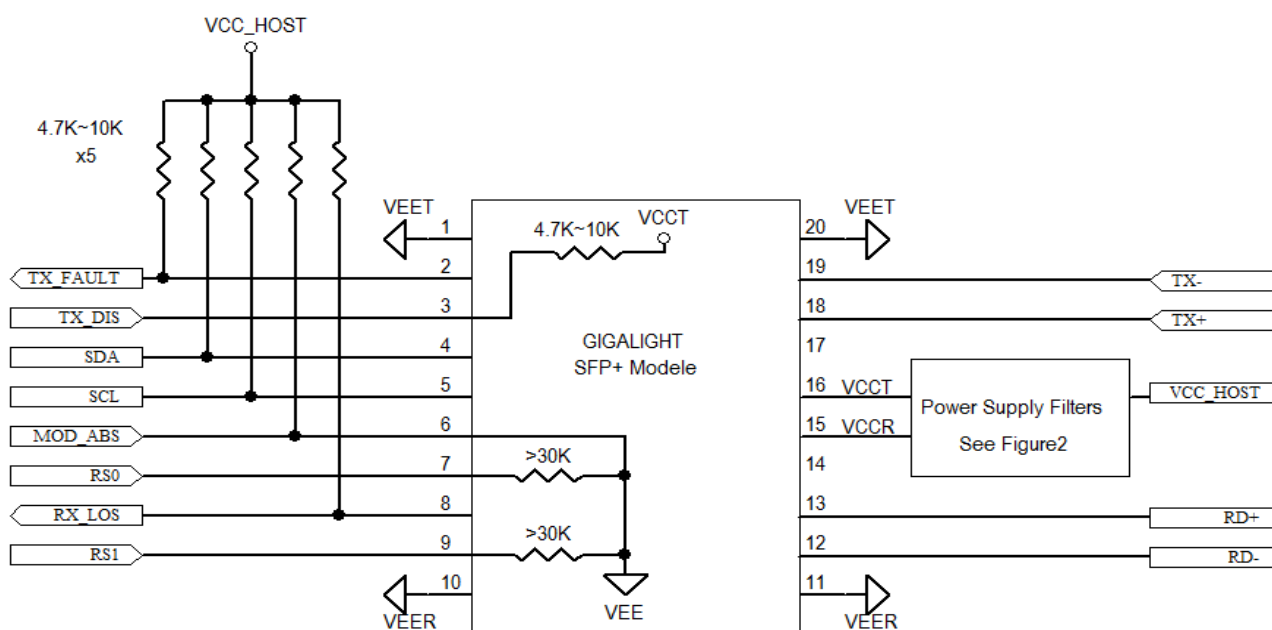 VCC_HOST
4.7K~10K
x5
VEET
1
4.7K~10K
VCCT
20
VEET
TX_FAULT
2
19
TX-
TX_DIS
3
18
TX+
SDA
4
GIGALIGHT
SFP+ Modele
17
SCL
5
16
VCCT
Power Supply Filters
See Figure2
VCC_HOST
MOD_ABS
6
15
VCCR
RS0
7
>30K
14
RX_LOS
8
13
RD+
RS1
9
>30K
12
RD-
10
VEER
VEE
11
VEER